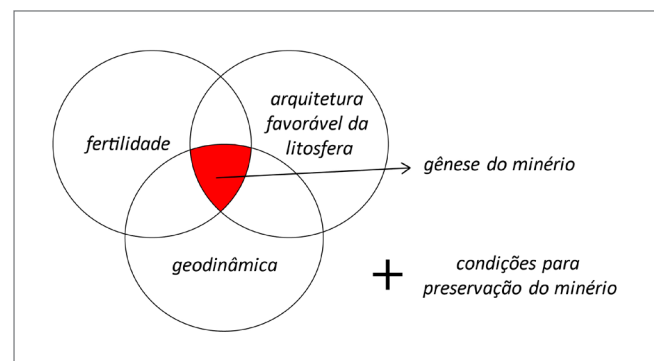 fertilidade
arquitetura
favorável da
litosfera
gênese do minério
geodinâmica
+
condições para
preservação do minério